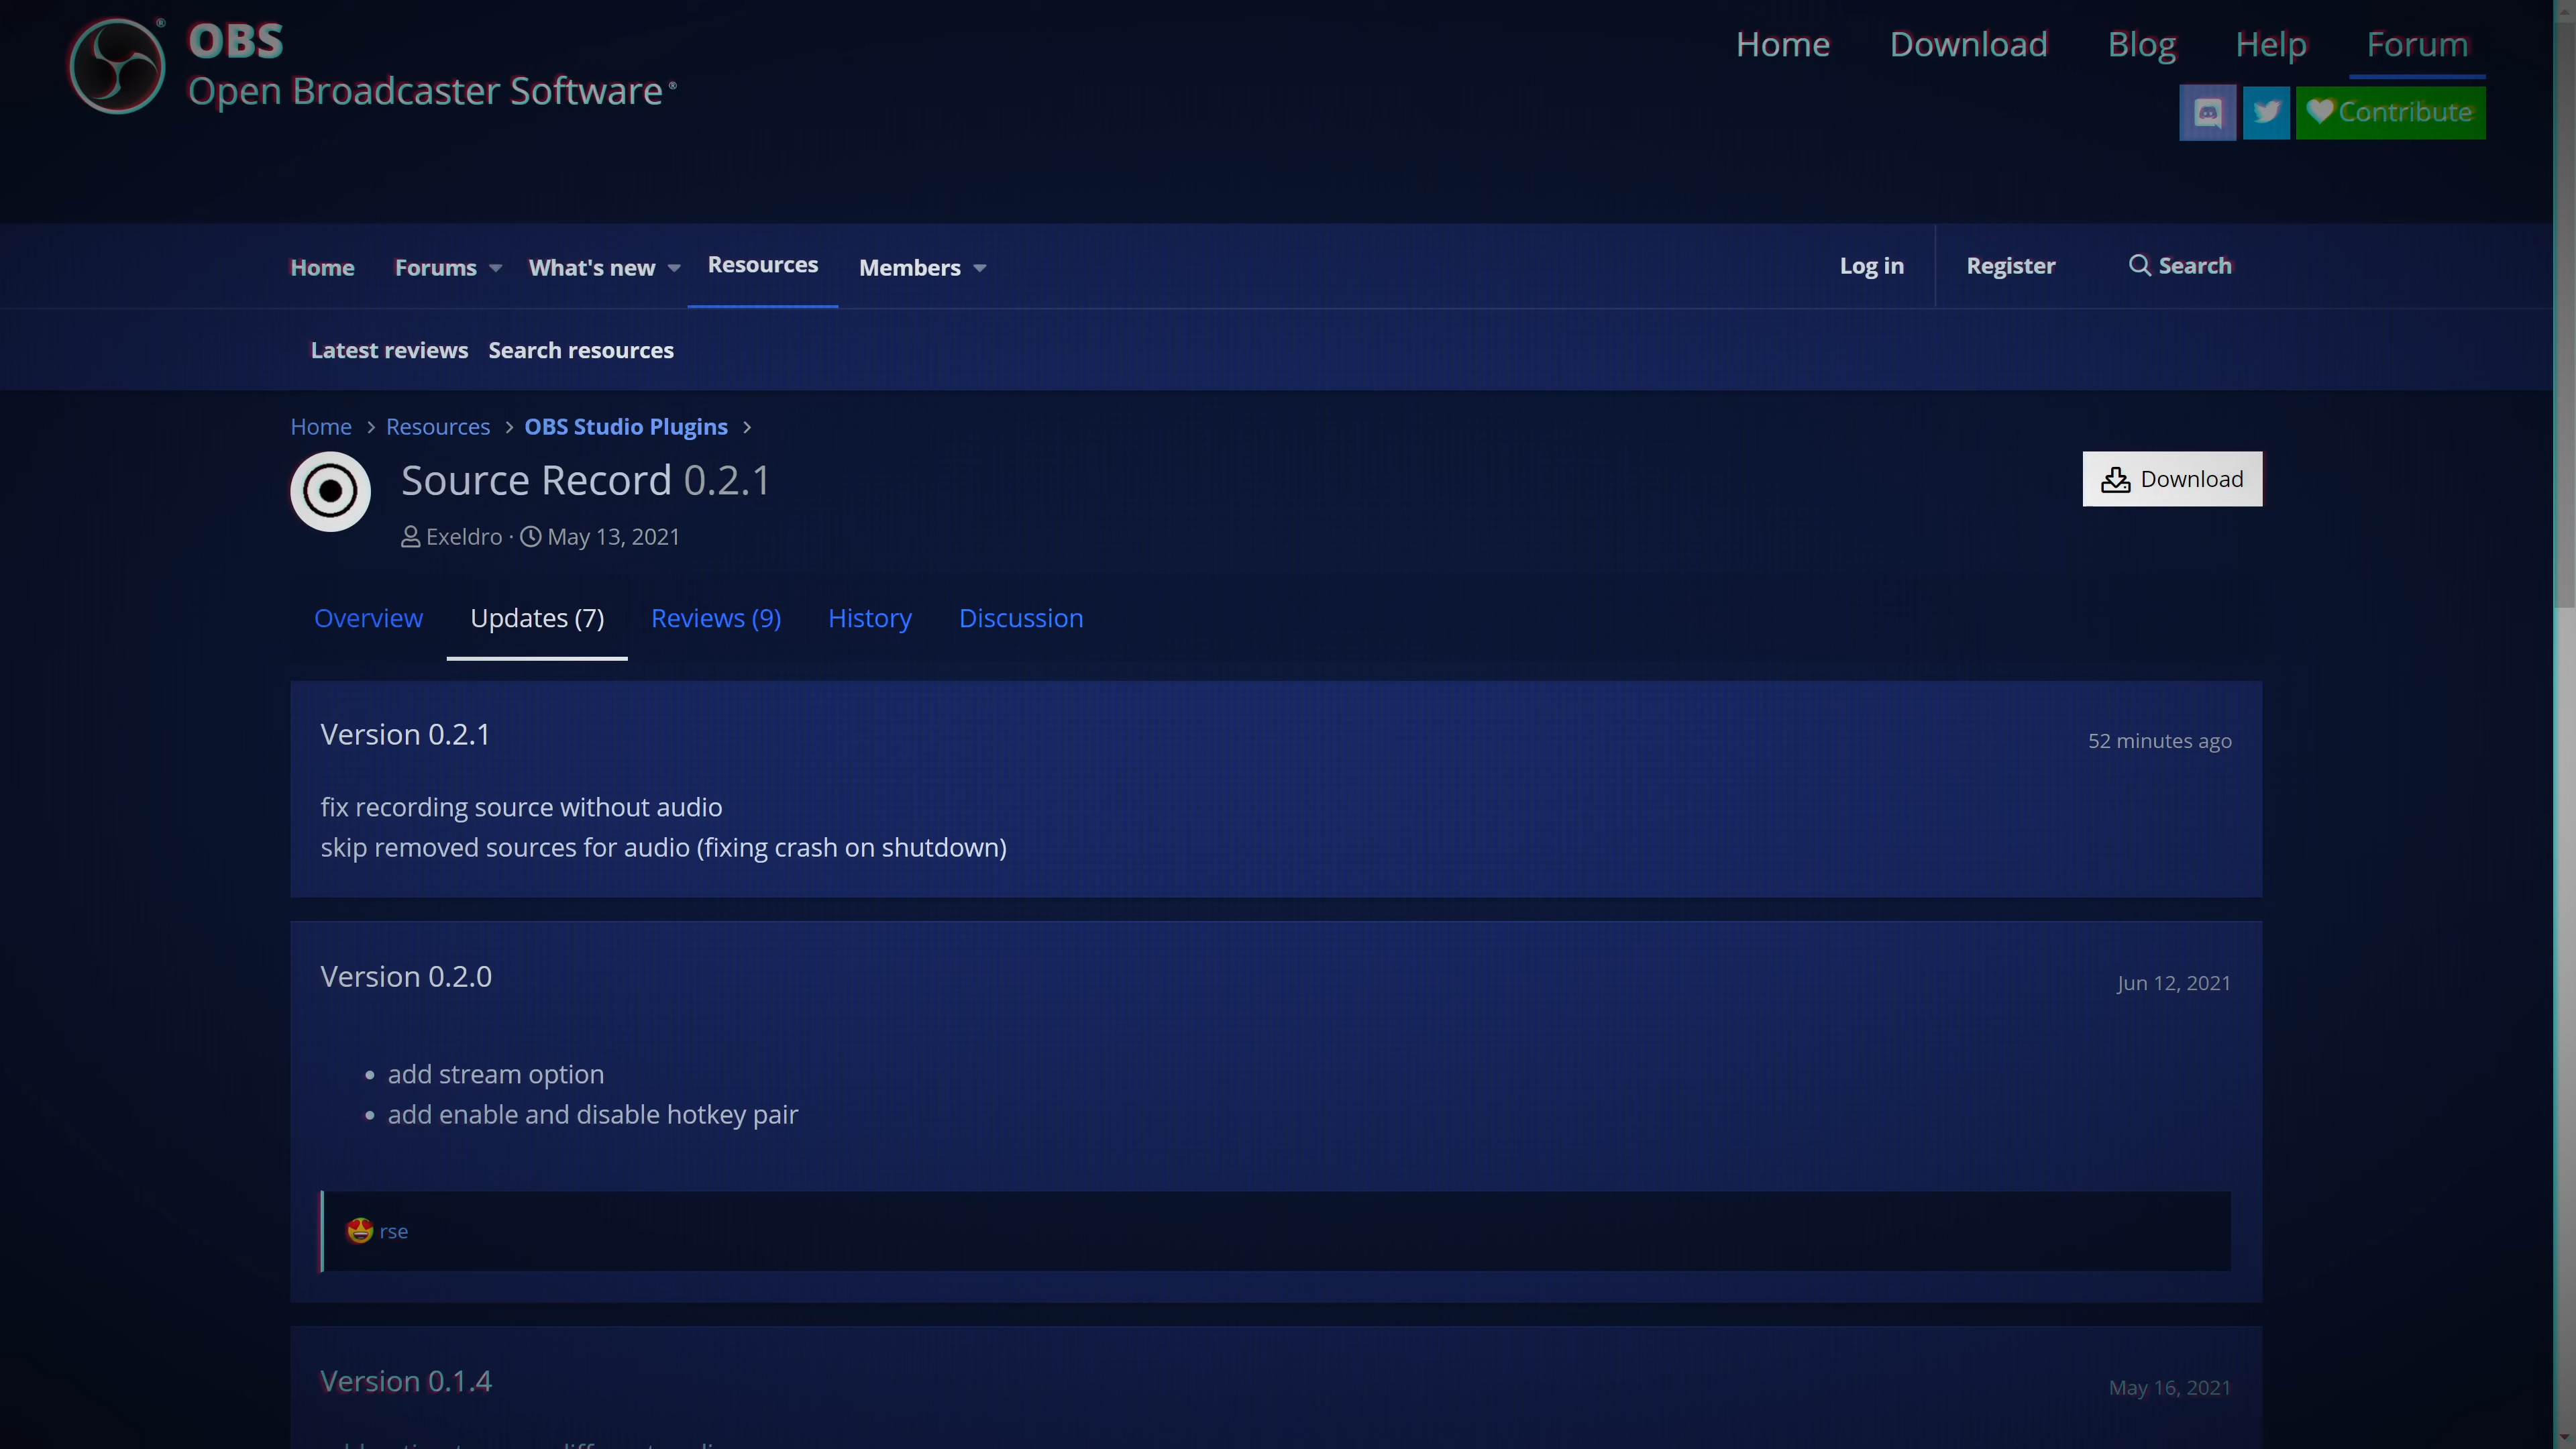 OBS
Open Broadcaster Software®
Home Download Blog Help Forum
Contribute
Home Forums What's new Resources Members
Log in Register Search
Latest reviews Search resources
Home > Resources > OBS Studio Plugins >
Source Record 0.2.1
Download
Exeldro · May 13, 2021
Overview Updates (7) Reviews (9) History Discussion
Version 0.2.1
52 minutes ago
fix recording source without audio
skip removed sources for audio (fixing crash on shutdown)
Version 0.2.0
Jun 12, 2021
• add stream option
• add enable and disable hotkey pair
rse
Version 0.1.4
May 16, 2021